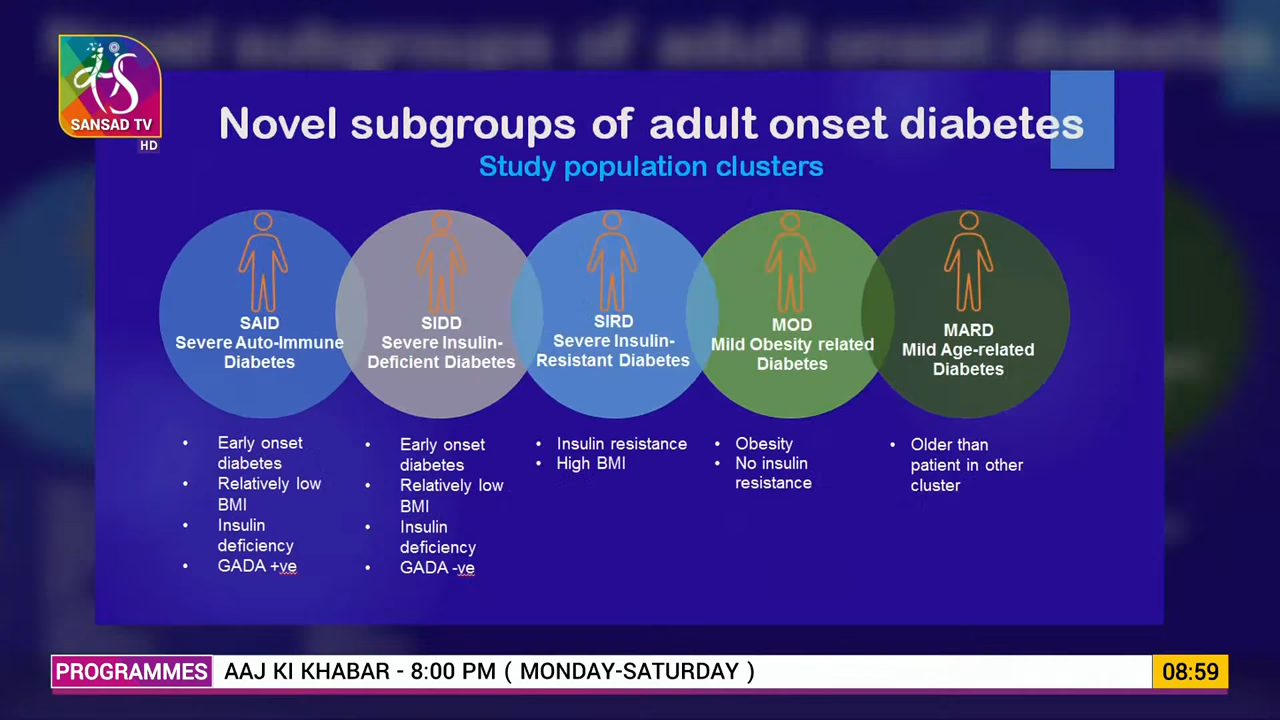 SANSAD TV
HD
Novel subgroups of adult onset diabetes
Study population clusters
SAID
Severe Auto-Immune
Diabetes
SIDD
Severe Insulin-
Deficient Diabetes
SIRD
Severe Insulin-
Resistant Diabetes
MOD
Mild Obesity related
Diabetes
MARD
Mild Age-related
Diabetes
• Early onset
diabetes
• Relatively low
BMI
• Insulin
deficiency
• GADA +ve
• Early onset
diabetes
• Relatively low
BMI
• Insulin
deficiency
• GADA -ve
• Insulin resistance
• High BMI
• Obesity
• No insulin
resistance
• Older than
patient in other
cluster
PROGRAMMES AAJ KI KHABAR - 8:00 PM ( MONDAY-SATURDAY ) 08:59